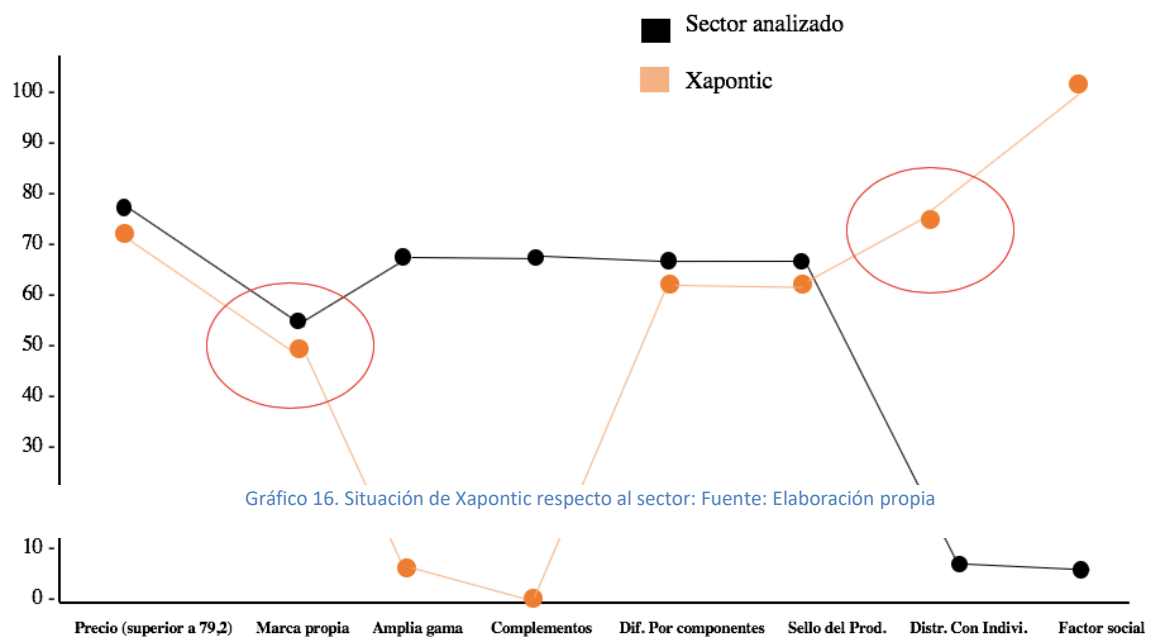 Sector analizado
Xapontic
100 -
90 -
80 -
70 -
60 -
50 -
40 -
30 -
Gráfico 16. Situación de Xapontic respecto al sector: Fuente: Elaboración propia
10 -
0 -
Precio (superior a 79,2) Marca propia Amplia gama Complementos Dif. Por componentes Sello del Prod. Distr. Con Indivi. Factor social